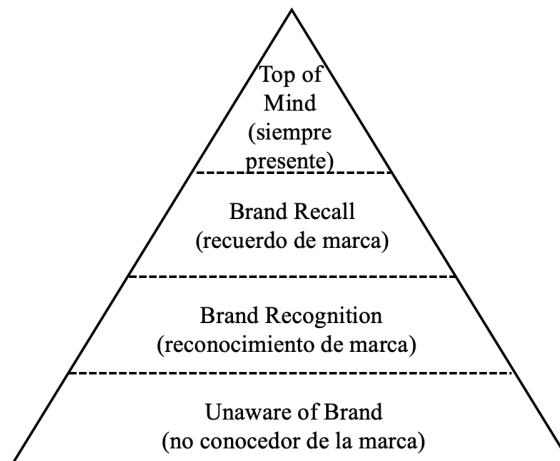 Top of
Mind
(siempre
presente)
Brand Recall
(recuerdo de marca)
Brand Recognition
(reconocimiento de marca)
Unaware of Brand
(no conocedor de la marca)